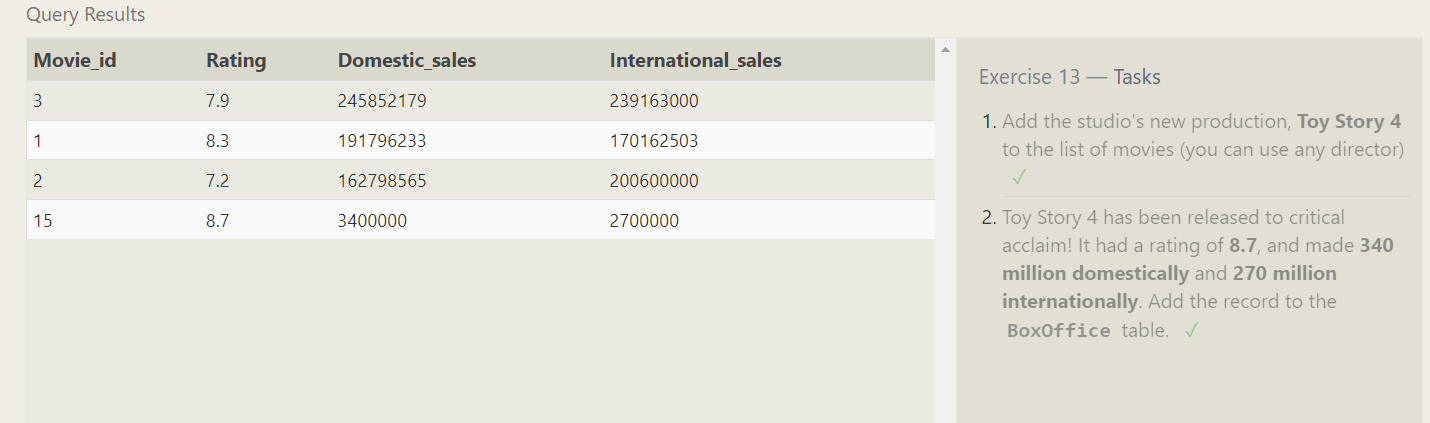 Query Results
Movie_id Rating Domestic_sales International_sales
3 7.9 245852179 239163000
1 8.3 191796233 170162503
2 7.2 162798565 200600000
15 8.7 3400000 2700000
Exercise 13 — Tasks
1. Add the studio's new production, Toy Story 4
to the list of movies (you can use any director)
✓
2. Toy Story 4 has been released to critical
acclaim! It had a rating of 8.7, and made 340
million domestically and 270 million
internationally. Add the record to the
BoxOffice table. ✓